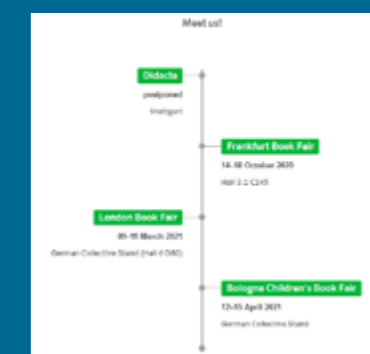 Meet us!
Didacta
postponed
Stuttgart
Frankfurt Book Fair
14-18 October 2020
Hall 3.1 C145
London Book Fair
09-11 March 2021
German Collective Stand (Hall 6 D80)
Bologna Children's Book Fair
12-15 April 2021
German Collective Stand